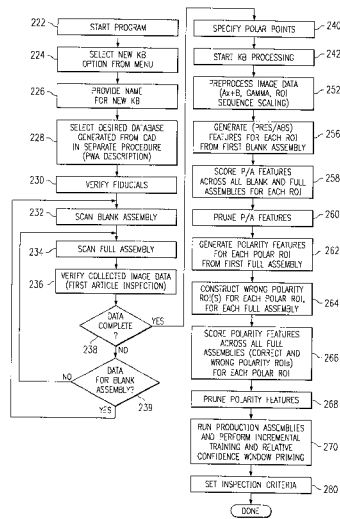 222
START PROGRAM
224
SELECT NEW KB
OPTION FROM MENU
226
PROVIDE NAME
FOR NEW KB
228
SELECT DESIRED DATABASE
GENERATED FROM CAD
IN SEPARATE PROCEDURE
(PWA DESCRIPTION)
230
VERIFY FIDUCIALS
232
SCAN BLANK ASSEMBLY
234
SCAN FULL ASSEMBLY
236
VERIFY COLLECTED IMAGE DATA
(FIRST ARTICLE INSPECTION)
DATA
COMPLETE
?
YES
238
NO
NO
DATA
FOR BLANK
ASSEMBLY?
YES
239
SPECIFY POLAR POINTS
240
START KB PROCESSING
242
PREPROCESS IMAGE DATA
(Ax+B, GAMMA, ROI
SEQUENCE SCALING)
252
GENERATE (PRES/ABS)
FEATURES FOR EACH ROI
FROM FIRST BLANK ASSEMBLY
256
SCORE P/A FEATURES
ACROSS ALL BLANK AND FULL
ASSEMBLIES FOR EACH ROI
258
PRUNE P/A FEATURES
260
GENERATE POLARITY FEATURES
FOR EACH POLAR ROI
FROM FIRST FULL ASSEMBLY
262
CONSTRUCT WRONG POLARITY
ROI(S) FOR EACH POLAR ROI,
FOR EACH FULL ASSEMBLY
264
SCORE POLARITY FEATURES
ACROSS ALL FULL
ASSEMBLIES (CORRECT AND
WRONG POLARITY ROIs)
FOR EACH POLAR ROI
266
PRUNE POLARITY FEATURES
268
RUN PRODUCTION ASSEMBLIES
AND PERFORM INCREMENTAL
TRAINING AND RELATIVE
CONFIDENCE WINDOW PRIMING
270
SET INSPECTION CRITERIA
280
DONE